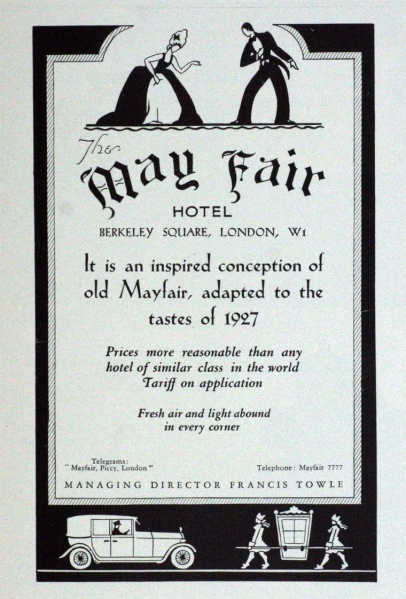 The
May Fair
HOTEL
BERKELEY SQUARE, LONDON, W1
It is an inspired conception of
old Mayfair, adapted to the
tastes of 1927
Prices more reasonable than any
hotel of similar class in the world
Tariff on application
Fresh air and light abound
in every corner
Telegrams:
"Mayfair, Piccy, London"
Telephone: Mayfair 7777
MANAGING DIRECTOR FRANCIS TOWLE